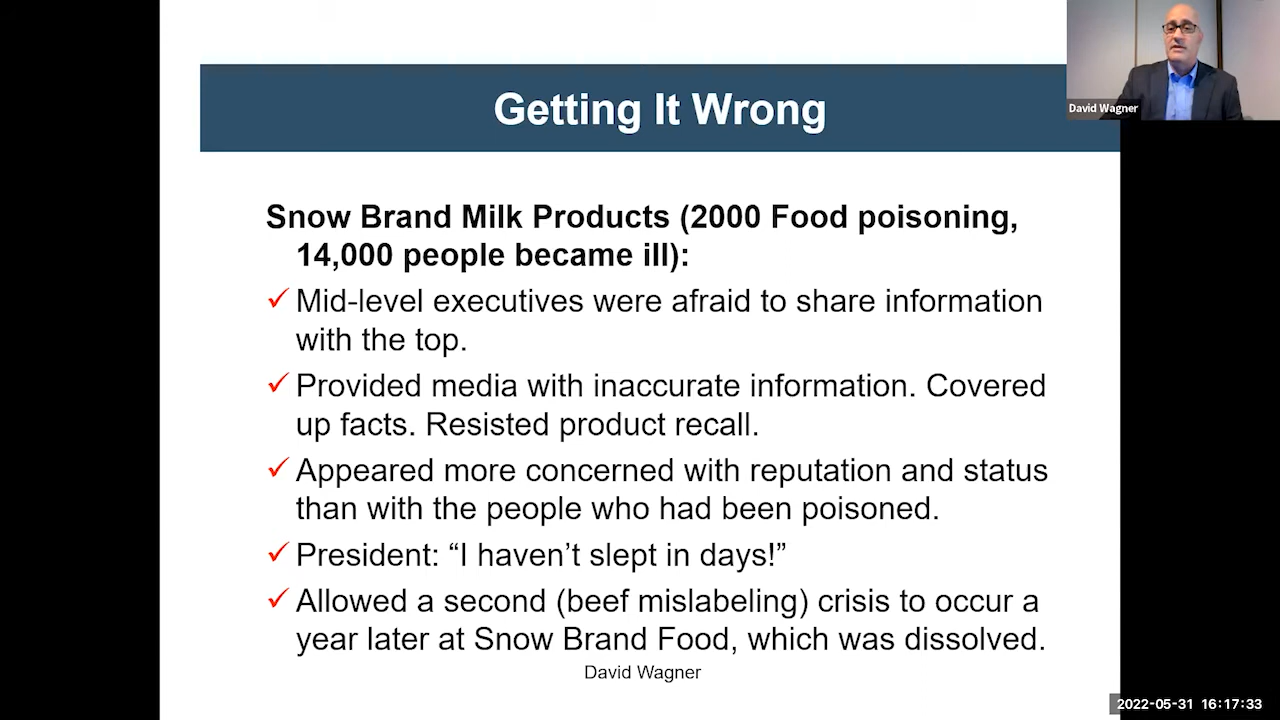 Getting It Wrong
David Wagner
Snow Brand Milk Products (2000 Food poisoning,
14,000 people became ill):
✓ Mid-level executives were afraid to share information
with the top.
✓ Provided media with inaccurate information. Covered
up facts. Resisted product recall.
✓ Appeared more concerned with reputation and status
than with the people who had been poisoned.
✓ President: “I haven’t slept in days!”
✓ Allowed a second (beef mislabeling) crisis to occur a
year later at Snow Brand Food, which was dissolved.
David Wagner
2022-05-31 16:17:33